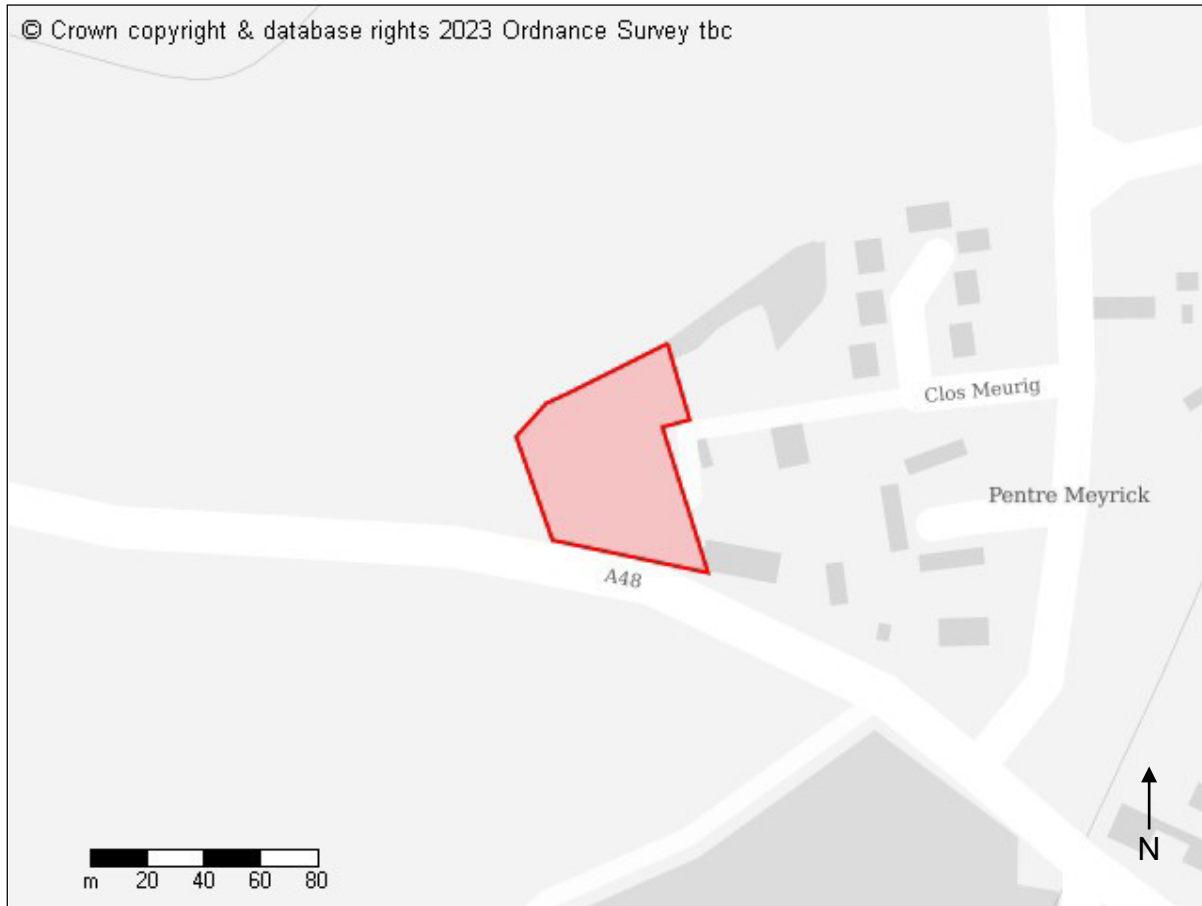 © Crown copyright & database rights 2023 Ordnance Survey tbc
Clos Meurig
Pentre Meyrick
A48
N
m 20 40 60 80